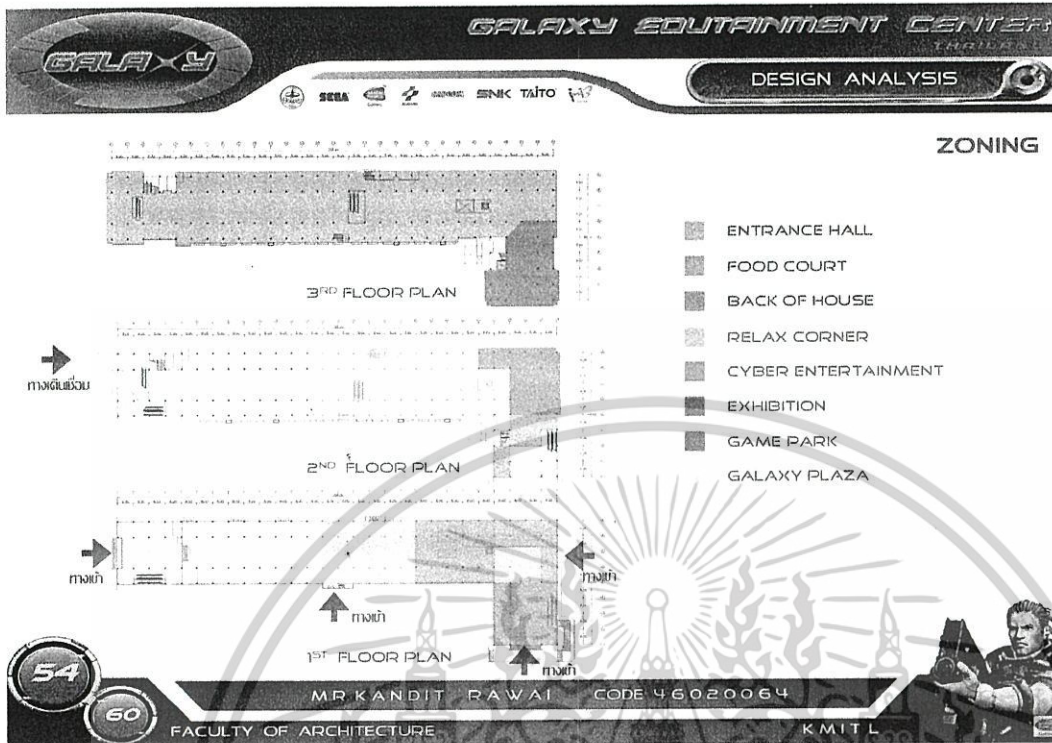 GALAXY EDUTAINMENT CENTER
THAILAND
GALAXY
DESIGN ANALYSIS
SEGA
SNK TAITO
ZONING
ENTRANCE HALL
FOOD COURT
BACK OF HOUSE
RELAX CORNER
CYBER ENTERTAINMENT
EXHIBITION
GAME PARK
GALAXY PLAZA
3RD FLOOR PLAN
ทางเดินเชื่อม
2ND FLOOR PLAN
ทางเข้า
ทางเข้า
ทางเข้า
1ST FLOOR PLAN
ทางเข้า
54
60
MR.KANDIT RAWAI CODE 46020064
FACULTY OF ARCHITECTURE
KMITL